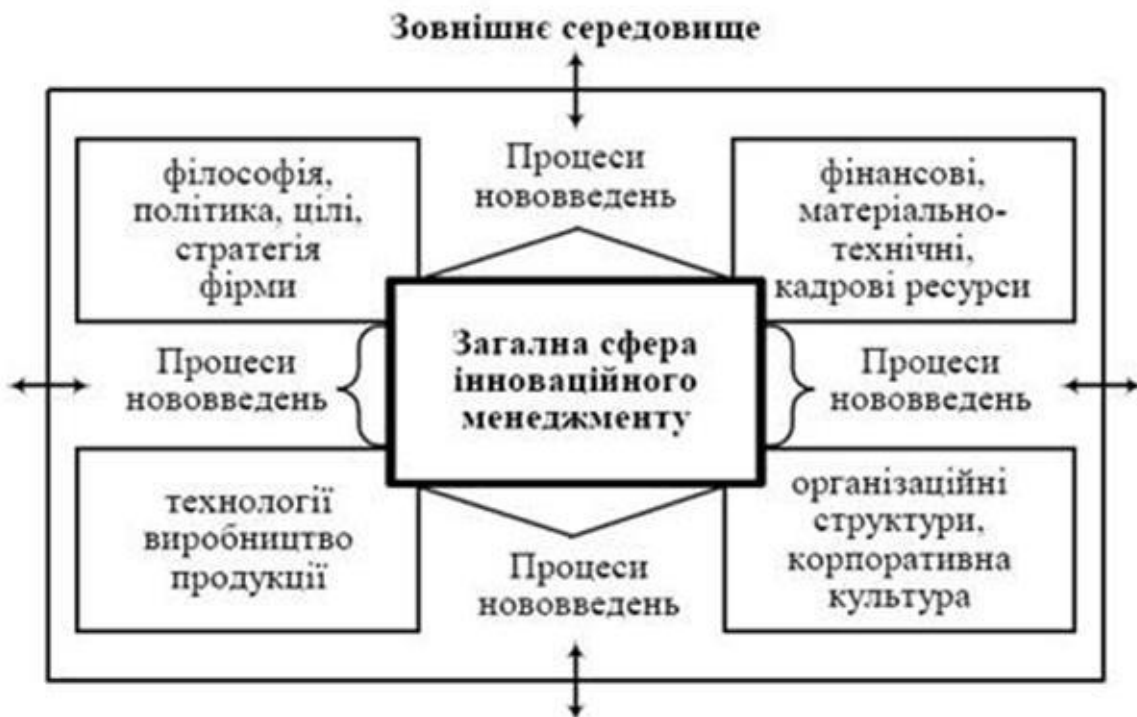 Зовнішнє середовище
філософія,
політика, цілі,
стратегія
фірми
Процеси
нововведень
фінансові,
матеріально-
технічні,
кадрові ресурси
Процеси
нововведень
Загална сфера
інноваційного
менеджменту
Процеси
нововведень
технології
виробництво
продукції
Процеси
нововведень
організаційні
структури,
корпоративна
культура